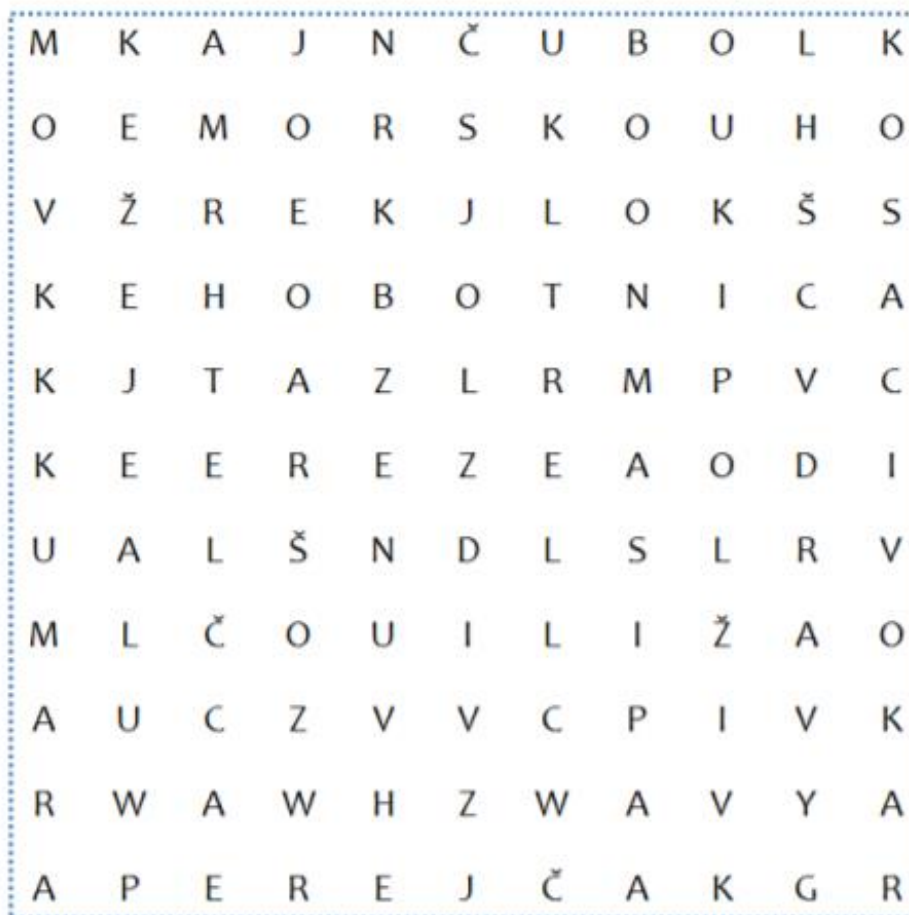 M K A J N Č U B O L K
O E M O R S K O U H O
V Ž R E K J L O K Š S
K E H O B O T N I C A
K J T A Z L R M P V C
K E E R E Z E A O D I
U A L Š N D L S L R V
M L Č O U I L I Ž A O
A U C Z V V C P I V K
R W A W H Z W A V Y A
A P E R E J Č A K G R